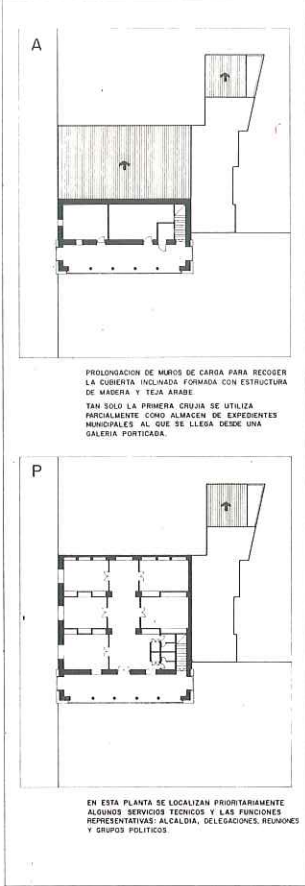 A
PROLONGACION DE MUROS DE CARGA PARA RECOGER
LA CUBIERTA INCLINADA FORMADA CON ESTRUCTURA
DE MADERA Y TEJA ARABE.
TAN SOLO LA PRIMERA CRUJIA SE UTILIZA
PARCIALMENTE COMO ALMACEN DE EXPEDIENTES
MUNICIPALES AL QUE SE LLEGA DESDE UNA
GALERIA PORTICADA.
P
EN ESTA PLANTA SE LOCALIZAN PRIORITARIAMENTE
ALGUNOS SERVICIOS TECNICOS Y LAS FUNCIONES
REPRESENTATIVAS: ALCALDIA, DELEGACIONES, REUNIONES
Y GRUPOS POLITICOS.